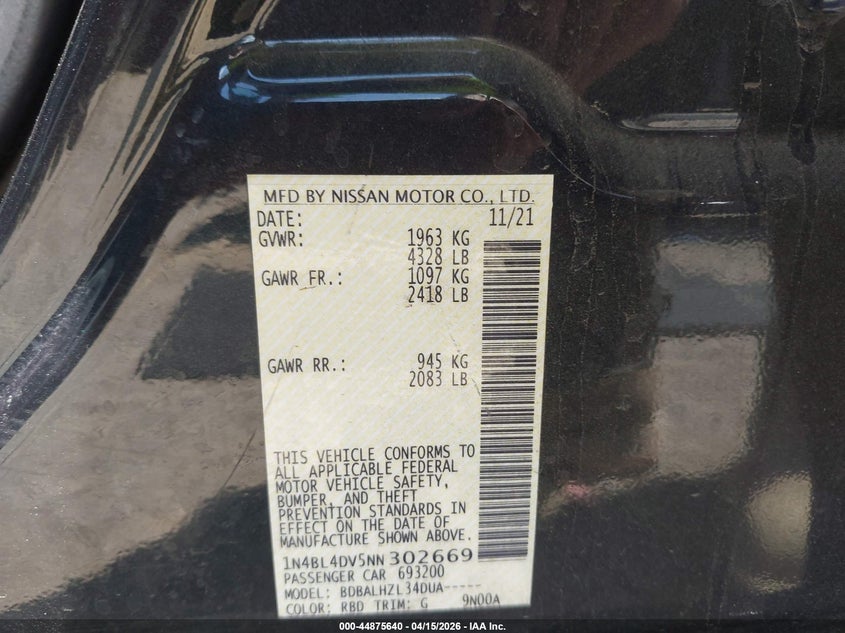 MFD BY NISSAN MOTOR CO., LTD.
DATE: 11/21
GVWR: 1963 KG
4328 LB
GAWR FR.: 1097 KG
2418 LB
GAWR RR.: 945 KG
2083 LB
THIS VEHICLE CONFORMS TO
ALL APPLICABLE FEDERAL
MOTOR VEHICLE SAFETY,
BUMPER, AND THEFT
PREVENTION STANDARDS IN
EFFECT ON THE DATE OF
MANUFACTURE SHOWN ABOVE.
1N4BL4DV5NN302669
PASSENGER CAR 693200
MODEL: BDBALHZL34DUA-----
COLOR: RBD TRIM: G 9N00A
000-44875640 - 04/15/2026 - IAA Inc.